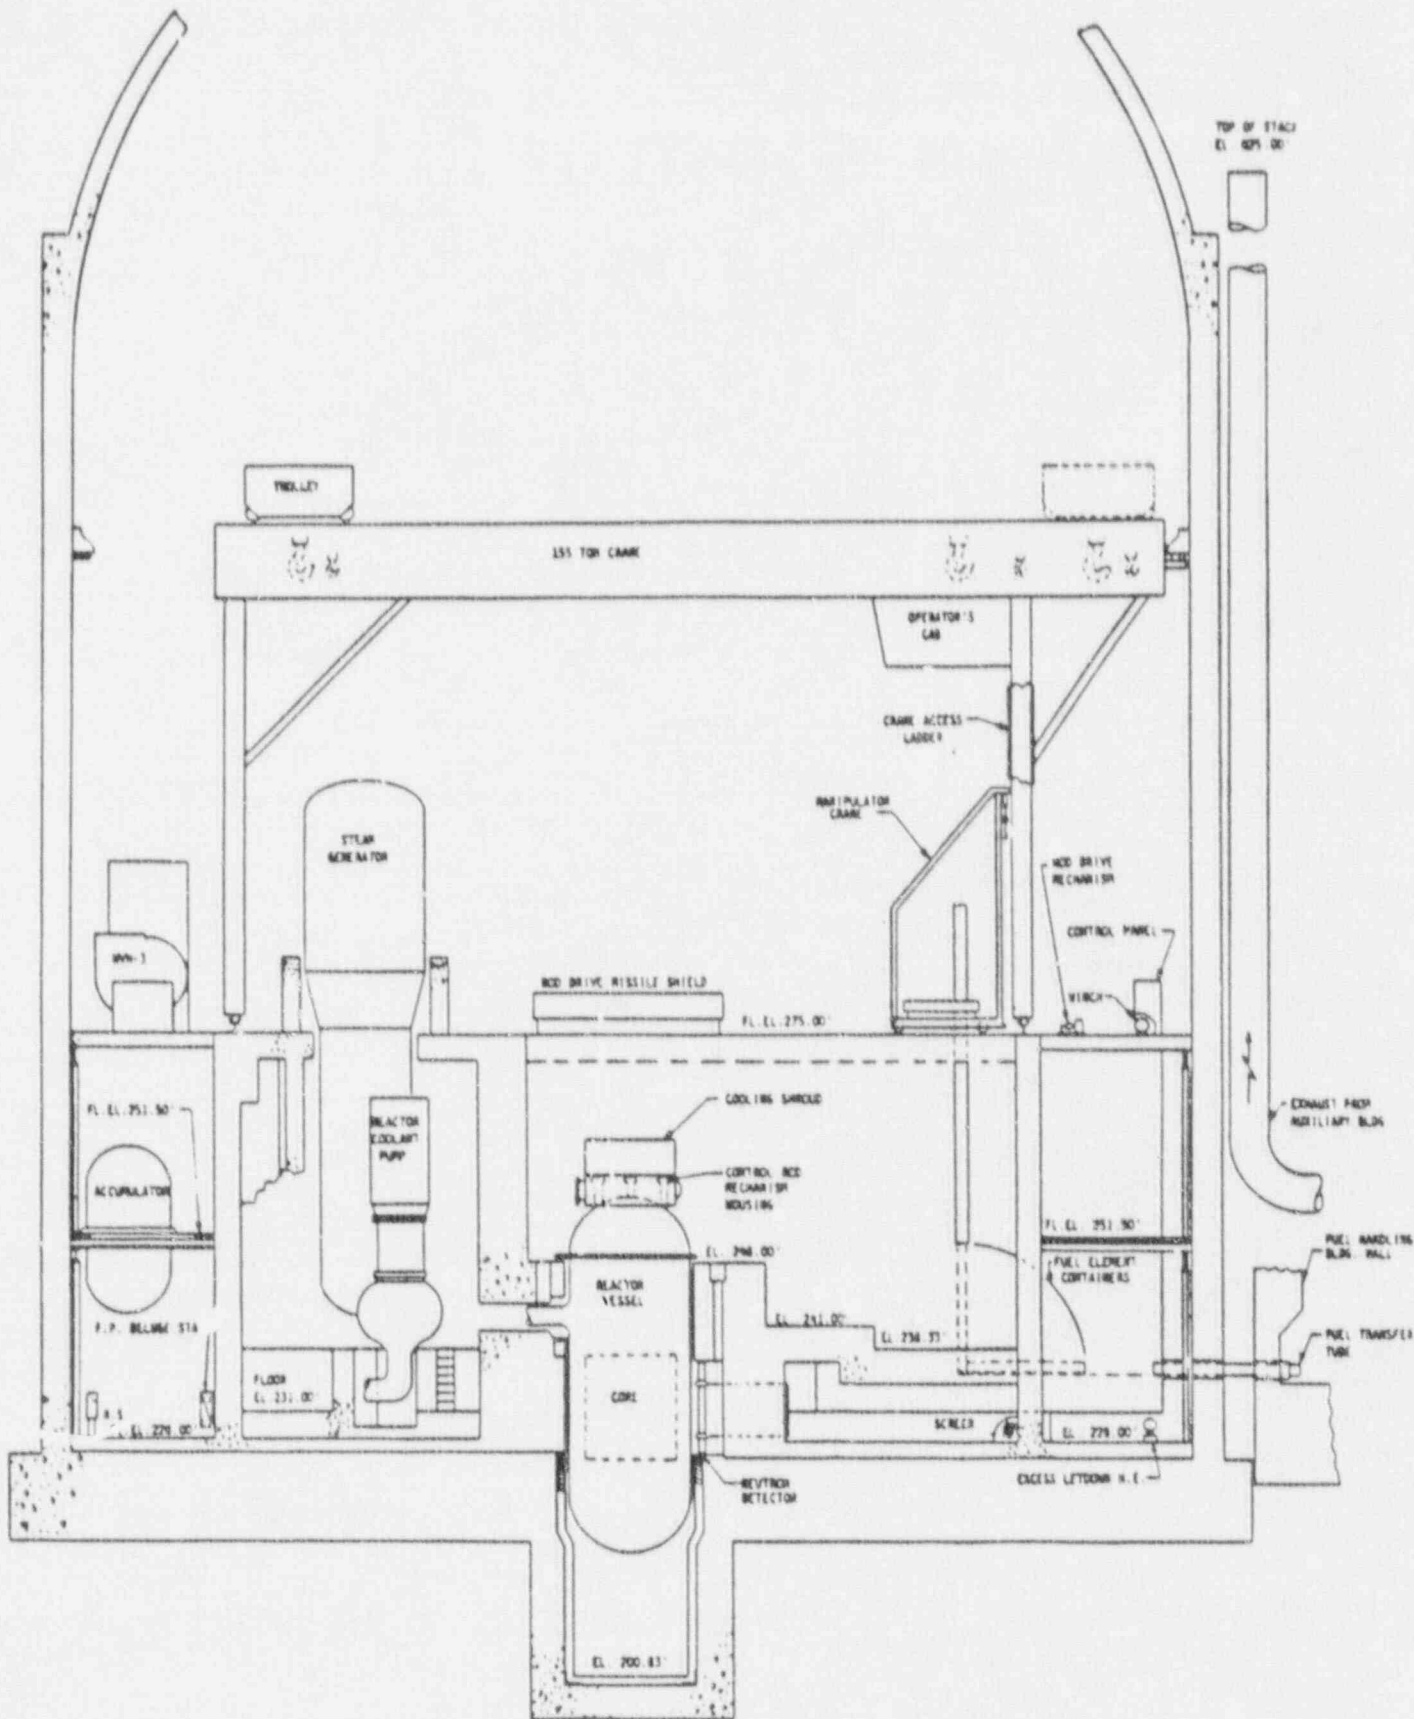 TOP OF STACK
EL.
TROLLEY
155 TON CRANE
OPERATOR'S
CAB
CRANE ACCESS
LADDER
MANIPULATOR
CRANE
STEAM
GENERATOR
ROD DRIVE
MECHANISM
CONTROL PANEL
WINCH
ROD DRIVE MISSILE SHIELD
FL.EL.275.00'
FL.EL.251.50'
REACTOR
COOLANT
PUMP
COOLING SHROUD
EXHAUST FROM
AUXILIARY BLDG
ACCUMULATOR
CONTROL ROD
MECHANISM
HOUSING
FL.EL. 251.50'
EL. 248.00'
FUEL HANDLING
BLDG. WALL
FUEL ELEMENT
CONTAINERS
REACTOR
VESSEL
EL. 241.00'
F.P. DELUGE STA
EL 238.33'
FUEL TRANSFER
TUBE
FLOOR
EL 231.00'
CORE
SCREEN
EL. 229.00'
EL 229.00'
EXCESS LETDOWN H.E.
NEUTRON
DETECTOR
EL. 200.83'